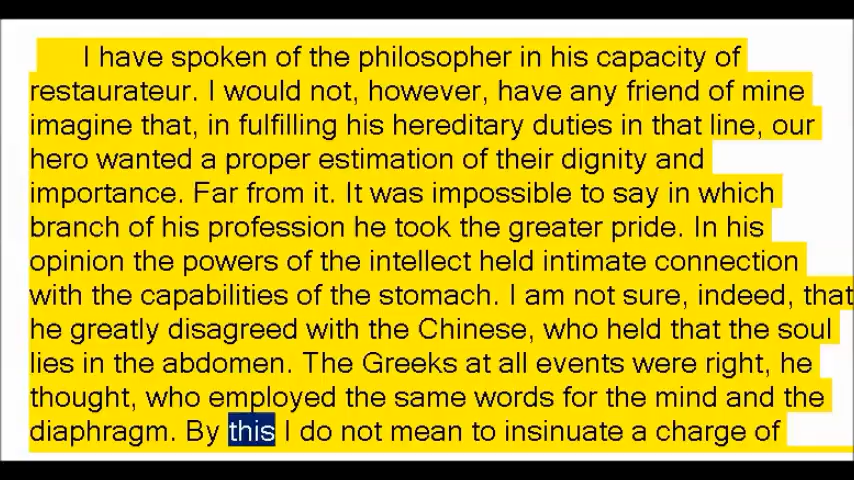 I have spoken of the philosopher in his capacity of
restaurateur. I would not, however, have any friend of mine
imagine that, in fulfilling his hereditary duties in that line, our
hero wanted a proper estimation of their dignity and
importance. Far from it. It was impossible to say in which
branch of his profession he took the greater pride. In his
opinion the powers of the intellect held intimate connection
with the capabilities of the stomach. I am not sure, indeed, that
he greatly disagreed with the Chinese, who held that the soul
lies in the abdomen. The Greeks at all events were right, he
thought, who employed the same words for the mind and the
diaphragm. By this I do not mean to insinuate a charge of